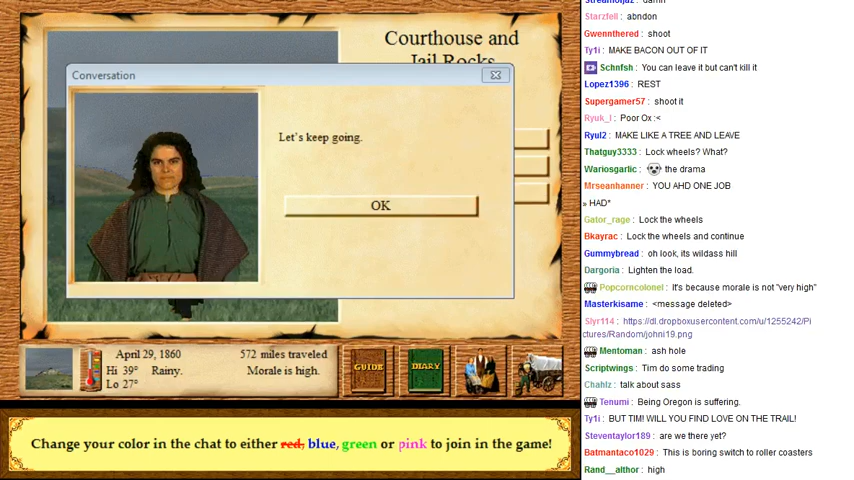 Courthouse and
Jail Rocks
Conversation
Let's keep going.
OK
April 29, 1860
572 miles traveled
Hi 39°
Rainy.
Morale is high.
Lo 27°
GUIDE
DIARY
Change your color in the chat to either red, blue, green or pink to join in the game!
Starzfell : abndon
Gwennthered : shoot
Ty1i : MAKE BACON OUT OF IT
Schnfsh : You can leave it but can't kill it
Lopez1396 : REST
Supergamer57 : shoot it
Ryuk_l : Poor Ox :<
Ryul2 : MAKE LIKE A TREE AND LEAVE
Thatguy3333 : Lock wheels? What?
Wariosgarlic : the drama
Mrseanhanner : YOU AHD ONE JOB
» HAD*
Gator_rage : Lock the wheels
Bkayrac : Lock the wheels and continue
Gummybread : oh look, its wildass hill
Dargoria : Lighten the load.
Popcorncolonel : It's because morale is not "very high"
Masterkisame : <message deleted>
Slyr114 : https://dl.dropboxusercontent.com/u/1255242/Pi
ctures/Random/johni19.png
Mentoman : ash hole
Scriptwings : Tim do some trading
Chahlz : talk about sass
Tenumi : Being Oregon is suffering.
Ty1i : BUT TIM! WILL YOU FIND LOVE ON THE TRAIL!
Steventaylor189 : are we there yet?
Batmantaco1029 : This is boring switch to roller coasters
Rand__althor : high